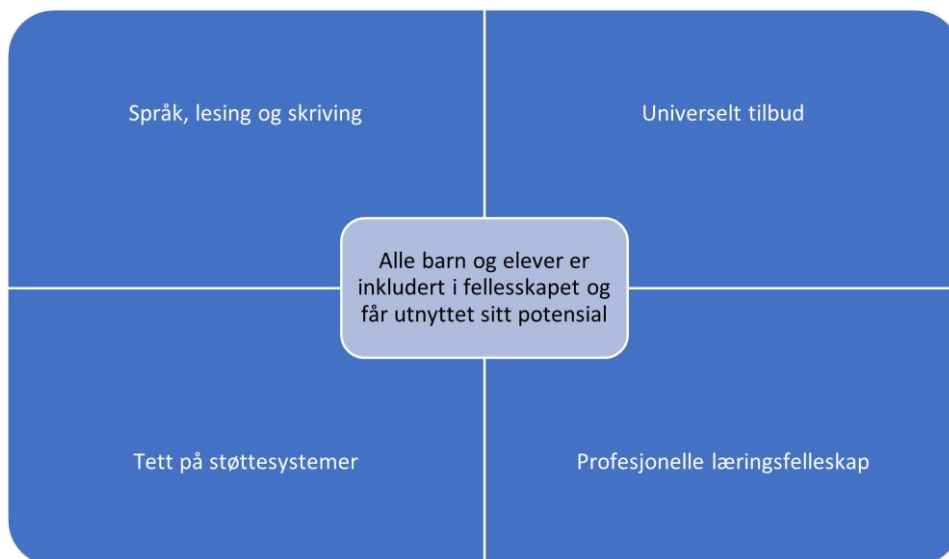 Språk, lesing og skriving
Universelt tilbud
Alle barn og elever er
inkludert i fellesskapet og
får utnyttet sitt potensial
Tett på støttesystemer
Profesjonelle læringsfelleskap